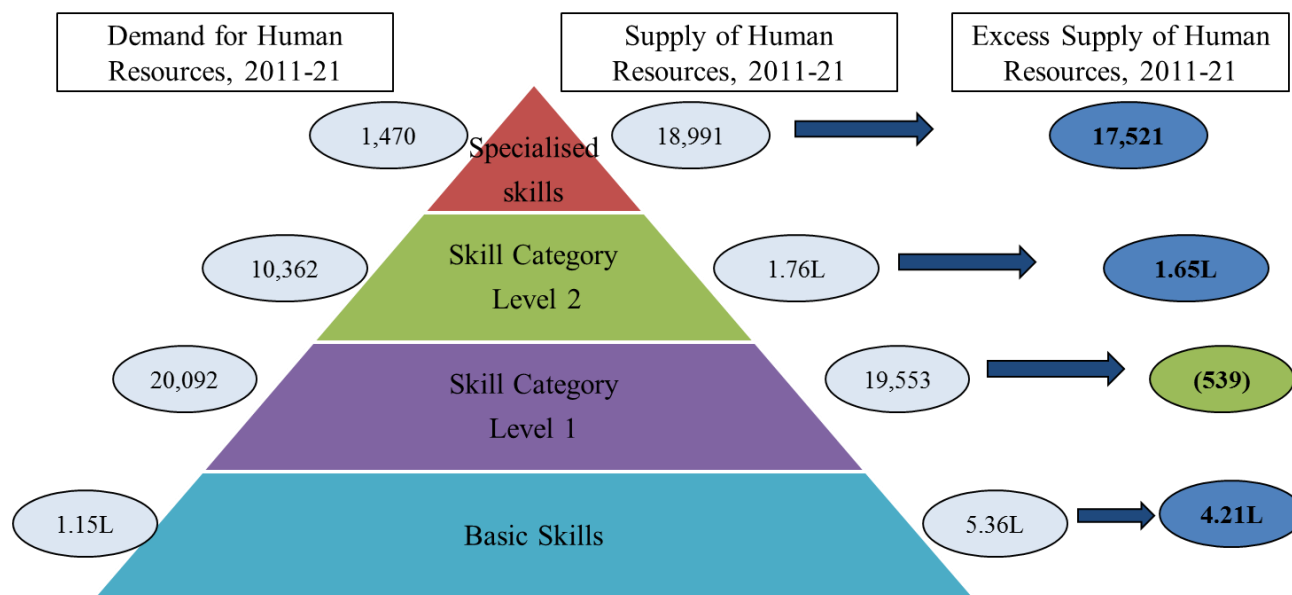 Demand for Human
Resources, 2011-21
Supply of Human
Resources, 2011-21
Excess Supply of Human
Resources, 2011-21
1,470
Specialised
skills
18,991
17,521
10,362
Skill Category
Level 2
1.76L
1.65L
20,092
Skill Category
Level 1
19,553
(539)
1.15L
Basic Skills
5.36L
4.21L